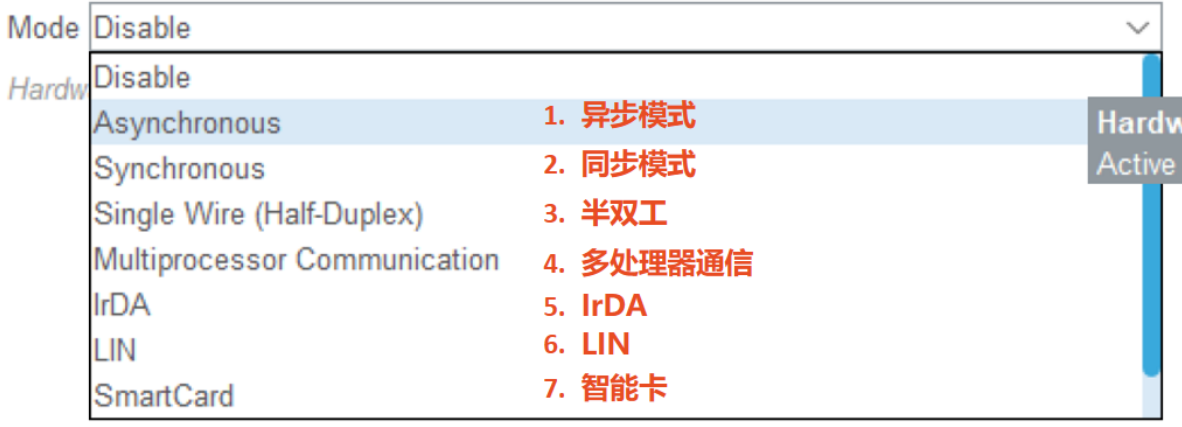 Mode Disable
Hardw Disable
Asynchronous 1. 异步模式 Hardw
Synchronous 2. 同步模式 Active
Single Wire (Half-Duplex) 3. 半双工
Multiprocessor Communication 4. 多处理器通信
IrDA 5. IrDA
LIN 6. LIN
SmartCard 7. 智能卡